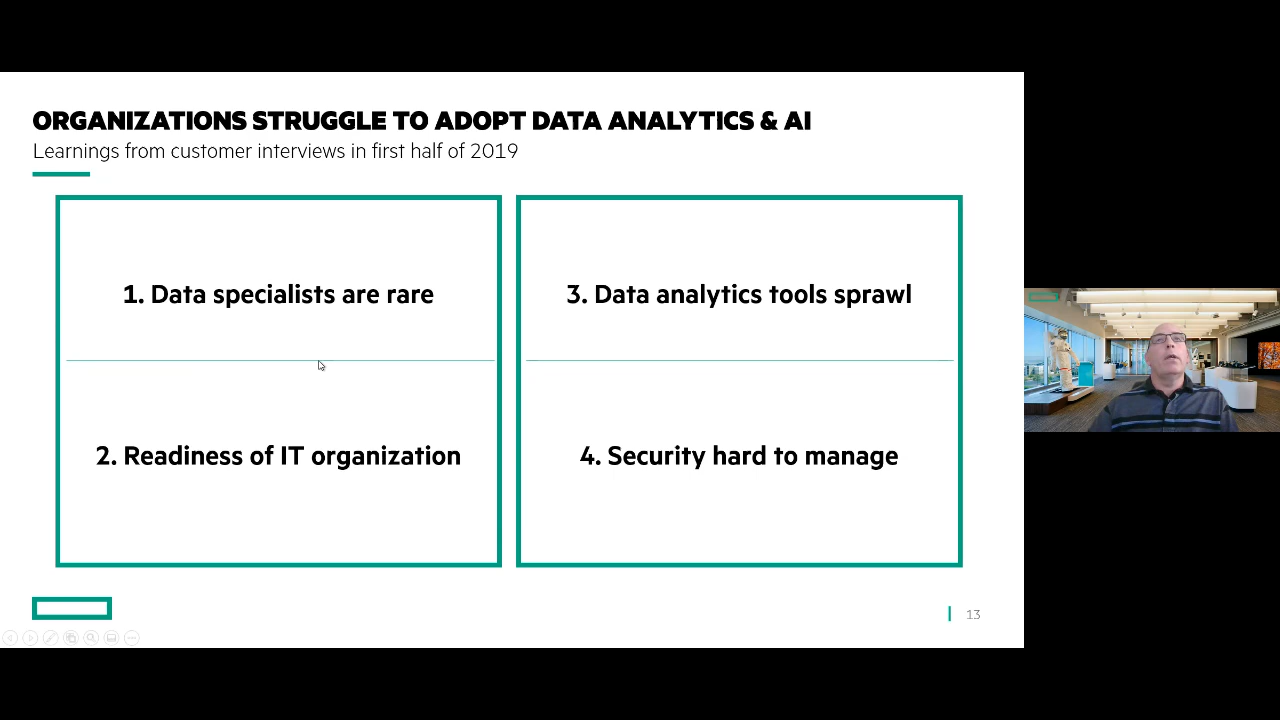 ORGANIZATIONS STRUGGLE TO ADOPT DATA ANALYTICS & AI
Learnings from customer interviews in first half of 2019
1. Data specialists are rare
2. Readiness of IT organization
3. Data analytics tools sprawl
4. Security hard to manage
13